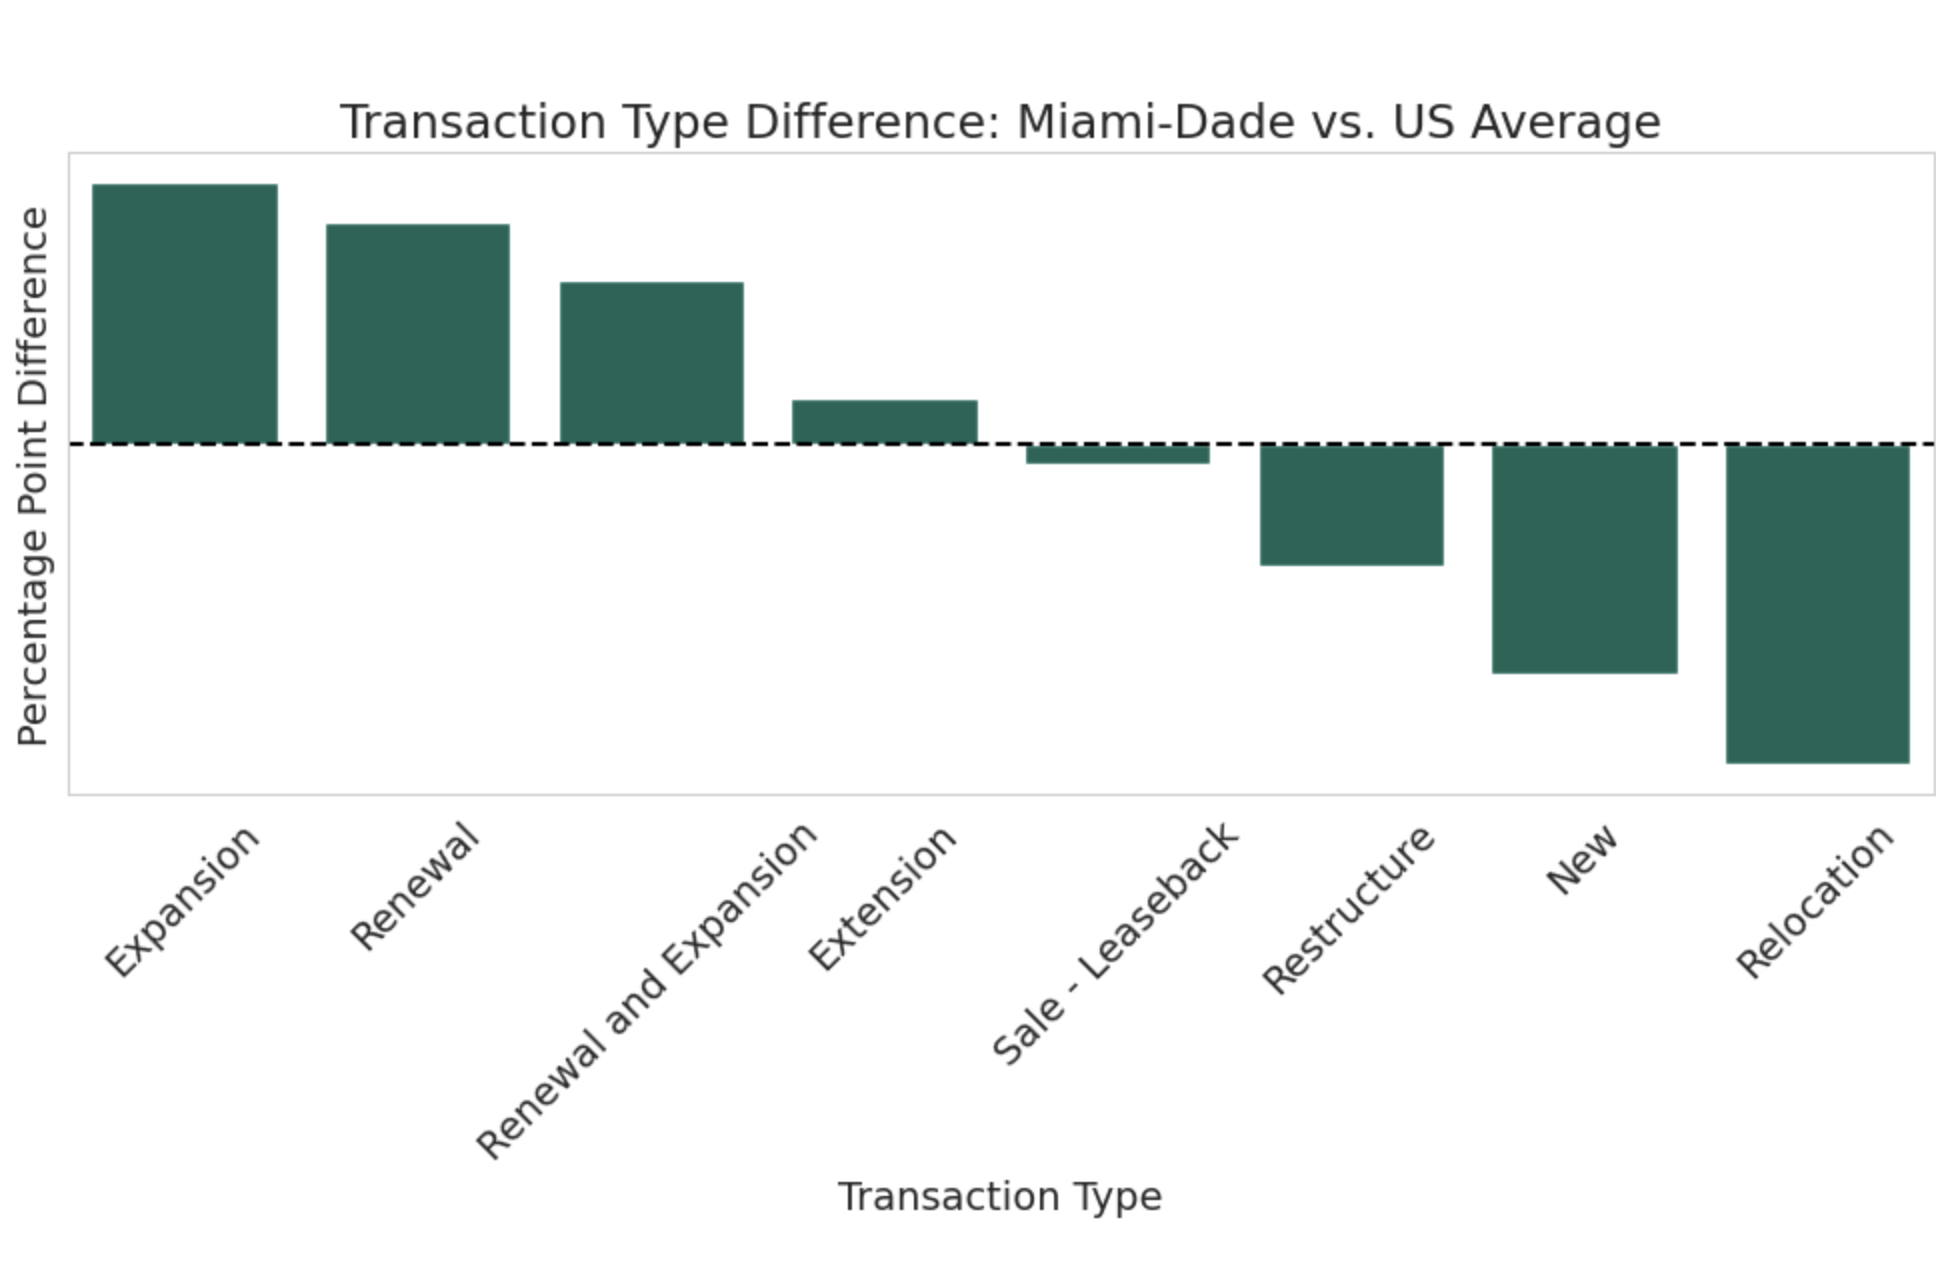 Transaction Type Difference: Miami-Dade vs. US Average
Percentage Point Difference
Expansion
Renewal
Renewal and Expansion
Extension
Sale - Leaseback
Restructure
New
Relocation
Transaction Type